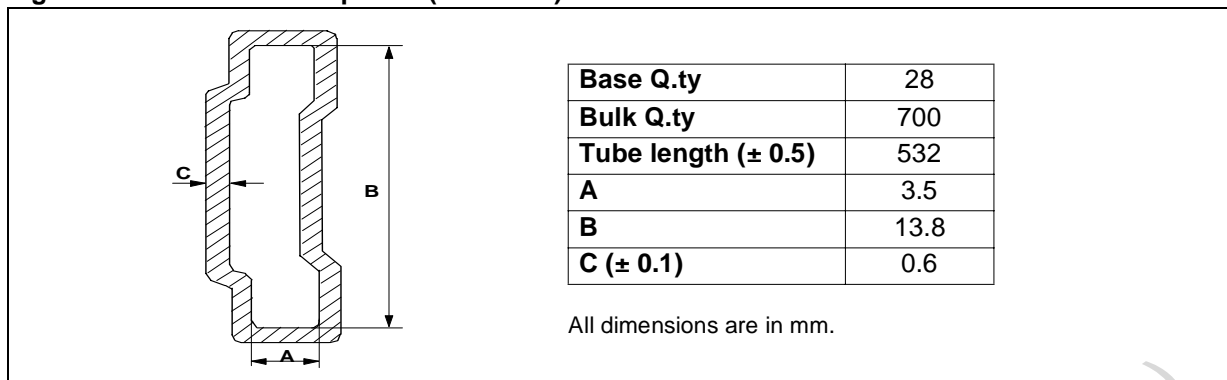 C
B
A
Base Q.ty 28
Bulk Q.ty 700
Tube length (± 0.5) 532
A 3.5
B 13.8
C (± 0.1) 0.6
All dimensions are in mm.